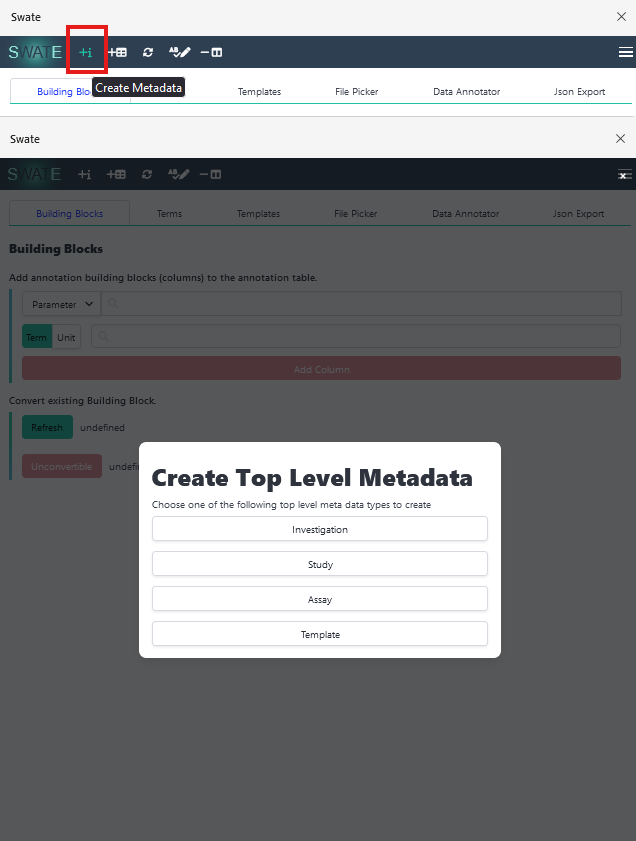 Swate
SWATE +i
Building Blo Create Metadata Templates File Picker Data Annotator Json Export
Swate
SWATE +i
Building Blocks Terms Templates File Picker Data Annotator Json Export
Building Blocks
Add annotation building blocks (columns) to the annotation table.
Parameter
Term Unit
Add Column
Convert existing Building Block.
Refresh undefined
Unconvertible undefi
Create Top Level Metadata
Choose one of the following top level meta data types to create
Investigation
Study
Assay
Template